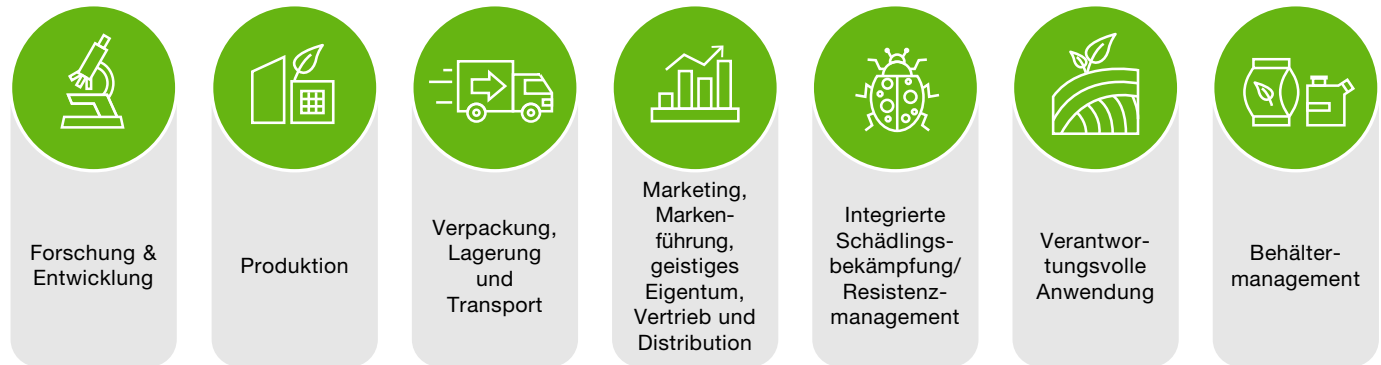 Forschung &
Entwicklung
Produktion
Verpackung,
Lagerung
und
Transport
Marketing,
Marken-
führung,
geistiges
Eigentum,
Vertrieb und
Distribution
Integrierte
Schädlings-
bekämpfung/
Resistenz-
management
Verantwor-
tungsvolle
Anwendung
Behälter-
management